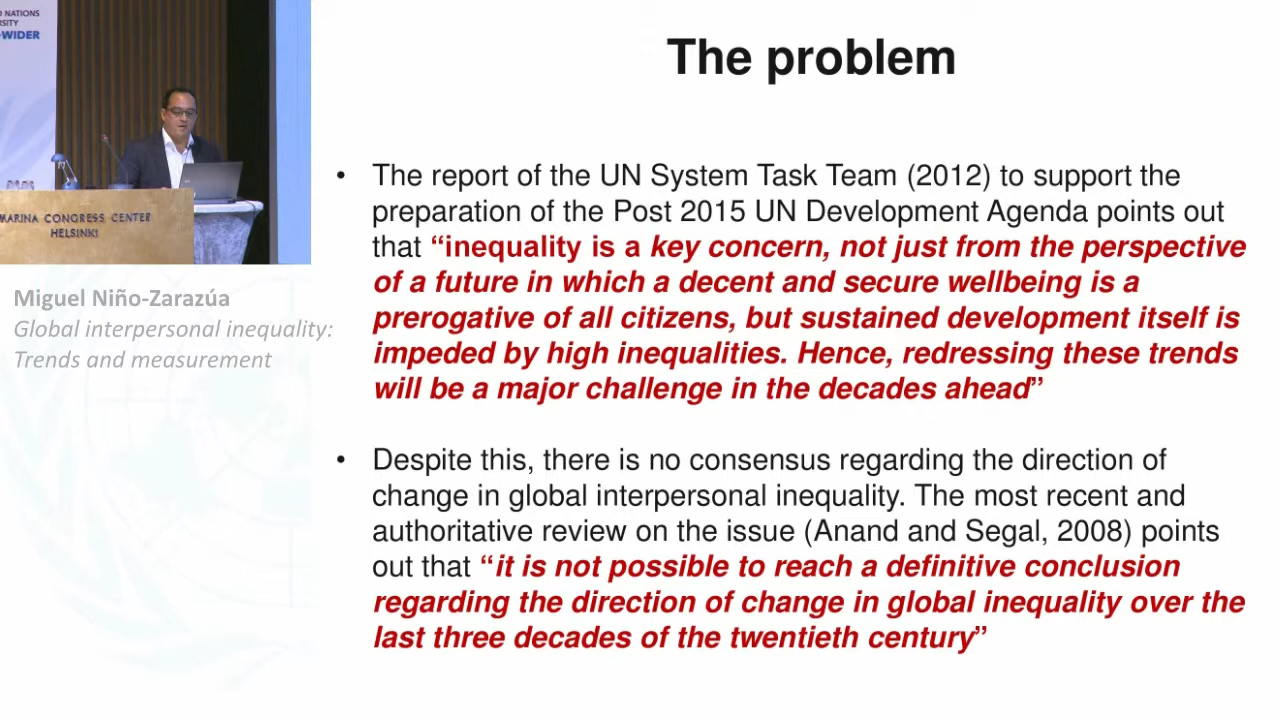 NATIONS
WIDER
MARINA CONGRESS CENTER
HELSINKI
Miguel Niño-Zarazúa
Global interpersonal inequality:
Trends and measurement
The problem
• The report of the UN System Task Team (2012) to support the
preparation of the Post 2015 UN Development Agenda points out
that “inequality is a key concern, not just from the perspective
of a future in which a decent and secure wellbeing is a
prerogative of all citizens, but sustained development itself is
impeded by high inequalities. Hence, redressing these trends
will be a major challenge in the decades ahead”
• Despite this, there is no consensus regarding the direction of
change in global interpersonal inequality. The most recent and
authoritative review on the issue (Anand and Segal, 2008) points
out that “it is not possible to reach a definitive conclusion
regarding the direction of change in global inequality over the
last three decades of the twentieth century”